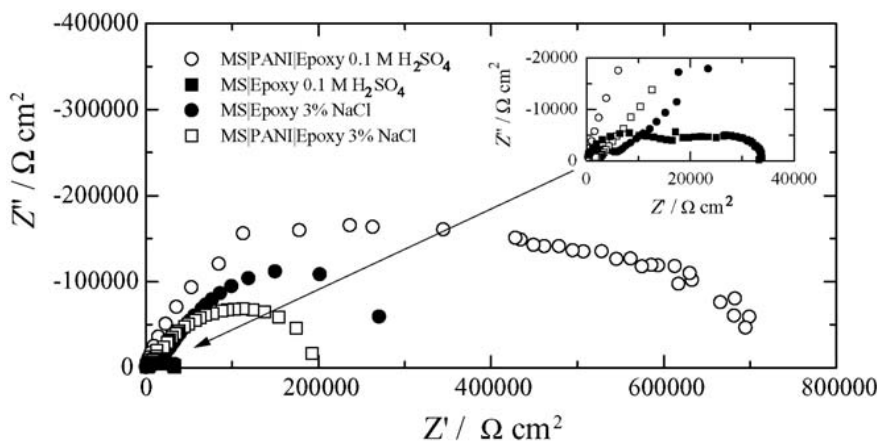 -400000
-300000
-200000
-100000
0
Z'' / Ω cm²
MS|PANI|Epoxy 0.1 M H₂SO₄
MS|Epoxy 0.1 M H₂SO₄
MS|Epoxy 3% NaCl
MS|PANI|Epoxy 3% NaCl
-20000
-10000
0
Z'' / Ω cm²
0 20000 40000
Z' / Ω cm²
0 200000 400000 600000 800000
Z' / Ω cm²